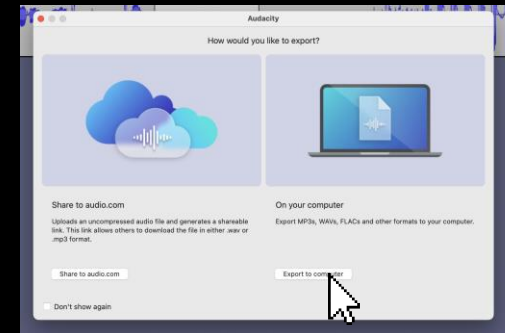 Audacity
How would you like to export?
Share to audio.com
Uploads an uncompressed audio file and generates a shareable
link. This link allows others to download the file in either .wav or
.mp3 format.
Share to audio.com
On your computer
Export MP3s, WAVs, FLACs and other formats to your computer.
Export to computer
Don't show again